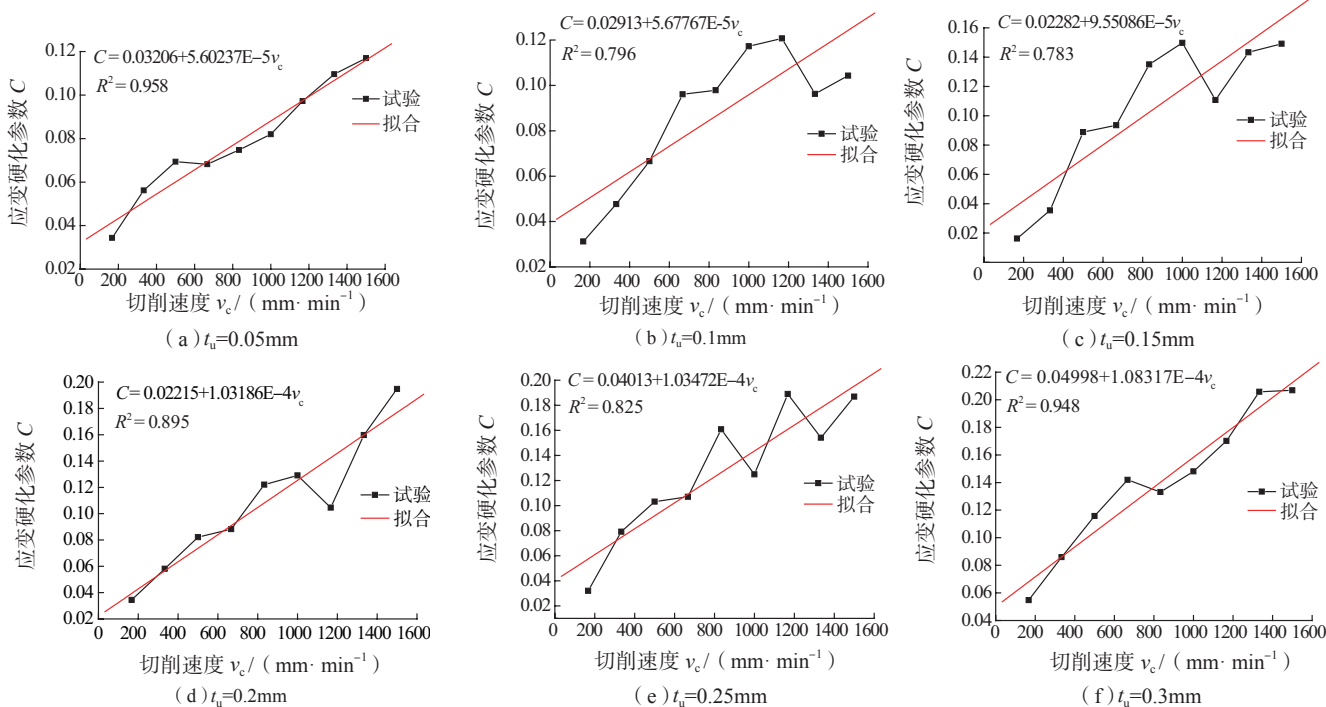 C=0.03206+5.60237E–5vc
R²=0.958
应变硬化参数 C
0.12
0.10
0.08
0.06
0.04
0.02
试验
拟合
0 200 400 600 800 1000 1200 1400 1600
切削速度 vc/（mm· min⁻¹）
（a）tu=0.05mm
C=0.02913+5.67767E-5vc
R²=0.796
应变硬化参数 C
0.12
0.10
0.08
0.06
0.04
0.02
试验
拟合
0 200 400 600 800 1000 1200 1400 1600
切削速度 vc/（mm· min⁻¹）
（b）tu=0.1mm
C=0.02282+9.55086E–5vc
R²=0.783
应变硬化参数 C
0.16
0.14
0.12
0.10
0.08
0.06
0.04
0.02
试验
拟合
0 200 400 600 800 1000 1200 1400 1600
切削速度 vc/（mm· min⁻¹）
（c）tu=0.15mm
C=0.02215+1.03186E-4vc
R²=0.895
应变硬化参数 C
0.20
0.18
0.16
0.14
0.12
0.10
0.08
0.06
0.04
0.02
试验
拟合
0 200 400 600 800 1000 1200 1400 1600
切削速度 vc/（mm· min⁻¹）
（d）tu=0.2mm
C=0.04013+1.03472E-4vc
R²=0.825
应变硬化参数 C
0.20
0.18
0.16
0.14
0.12
0.10
0.08
0.06
0.04
0.02
试验
拟合
0 200 400 600 800 1000 1200 1400 1600
切削速度 vc/（mm· min⁻¹）
（e）tu=0.25mm
C=0.04998+1.08317E-4vc
R²=0.948
应变硬化参数 C
0.22
0.20
0.18
0.16
0.14
0.12
0.10
0.08
0.06
0.04
试验
拟合
0 200 400 600 800 1000 1200 1400 1600
切削速度 vc/（mm· min⁻¹）
（f）tu=0.3mm